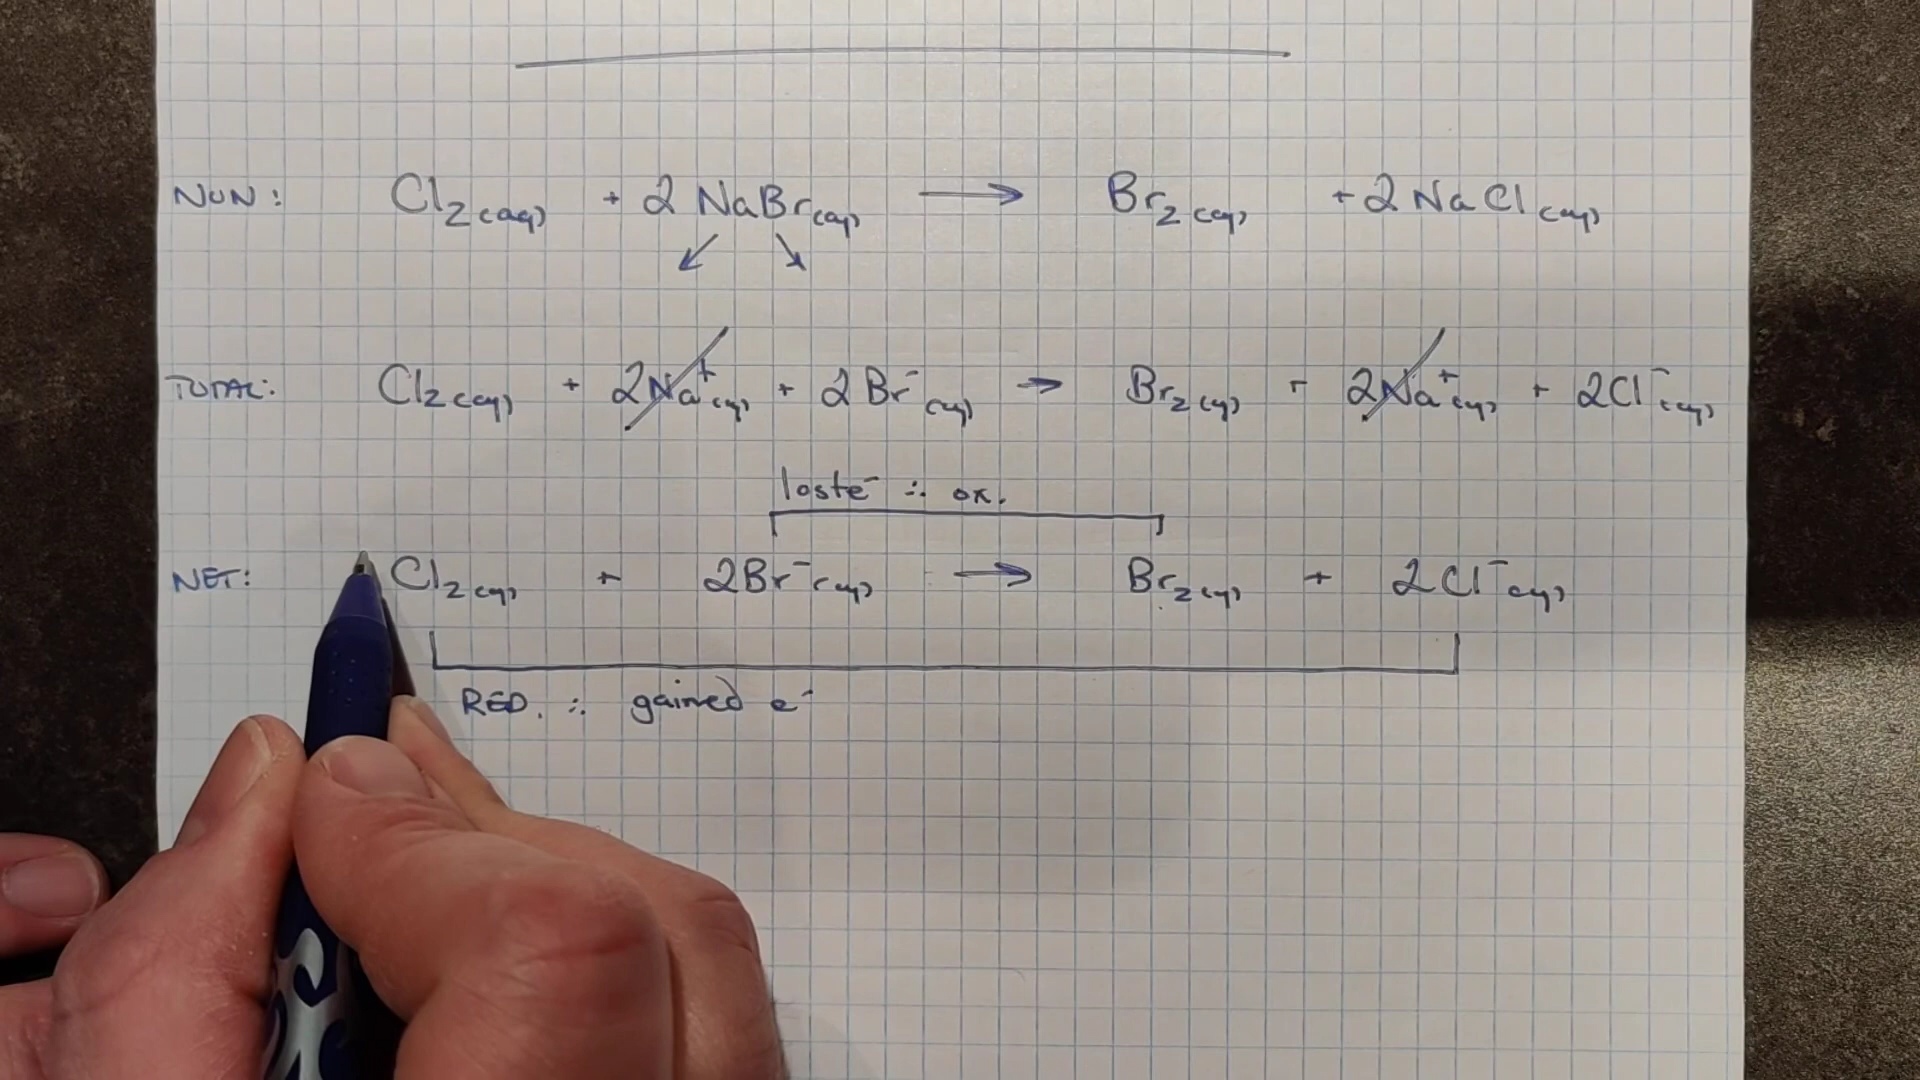 NON: Cl₂(aq) + 2 NaBr(aq) → Br₂(aq) + 2 NaCl(aq)
TOTAL: Cl₂(aq) + 2Na⁺(aq) + 2Br⁻(aq) → Br₂(aq) + 2Na⁺(aq) + 2Cl⁻(aq)
lost e⁻ ∴ ox.
NET: Cl₂(aq) + 2Br⁻(aq) → Br₂(aq) + 2Cl⁻(aq)
RED. ∴ gained e⁻